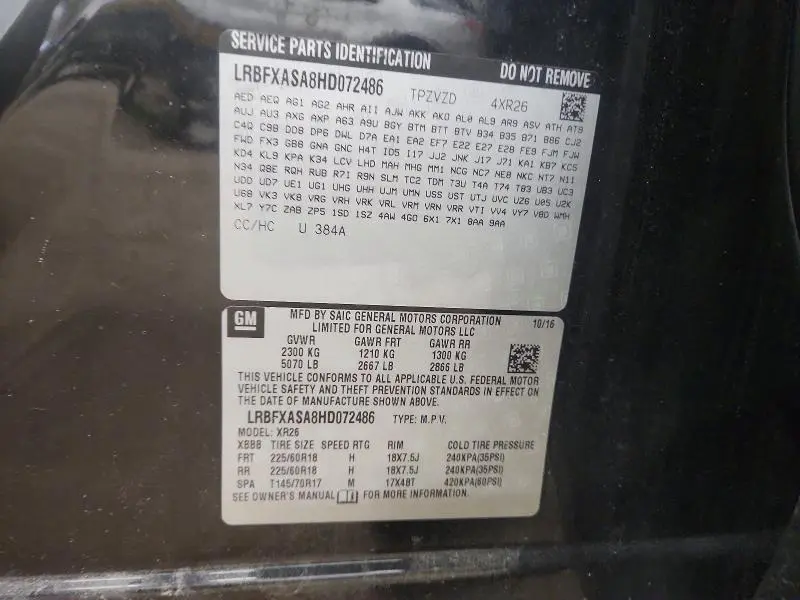 SERVICE PARTS IDENTIFICATION DO NOT REMOVE
LRBFXASA8HD072486 TPZVZD 4XR26
AED AEQ AG1 AG2 AHR AII AJW AKK AKO AL0 AL9 AR9 ASV ATH AT9
AUJ AU3 AXG AXP A63 A9U BGY BTM BTT BTV B34 B35 B71 B86 CJ2
C4Q C9B DD8 DP6 DWL D7A EA1 EA2 EF7 E22 E27 E28 FE9 FJM FJW
FWD FX3 GB8 GNA GNC H4T IO5 I17 JJ2 JNK J17 J71 KA1 KB7 KC5
KD4 KL9 KPA K34 LCV LHD MAH MHG MM1 NCG NC7 NE8 NKC NT7 N11
N34 Q8E RQH RUB R7I R9N SLM TC2 TDM T3U T4A T74 T83 UB3 UC3
UDD UD7 UE1 UG1 UHG UHH UJM UMN USS UST UTJ UVC UZ6 U05 U2K
U68 VK3 VK8 VRG VRH VRK VRL VRM VRN VRR VTI VV4 VY7 V8D WMH
XL7 Y7C ZAB ZPS 1SD 1SZ 4AW 4GO 6X1 7X1 8AA 9AA
CC/HC U 384A
GM MFD BY SAIC GENERAL MOTORS CORPORATION 10/16
LIMITED FOR GENERAL MOTORS LLC
GVWR GAWR FRT GAWR RR
2300 KG 1210 KG 1300 KG
5070 LB 2667 LB 2866 LB
THIS VEHICLE CONFORMS TO ALL APPLICABLE U.S. FEDERAL MOTOR
VEHICLE SAFETY AND THEFT PREVENTION STANDARDS IN EFFECT ON
THE DATE OF MANUFACTURE SHOWN ABOVE.
LRBFXASA8HD072486 TYPE: M.P.V.
MODEL: XR26
XBBB TIRE SIZE SPEED RTG RIM COLD TIRE PRESSURE
FRT 225/60R18 H 18X7.5J 240KPA(35PSI)
RR 225/60R18 H 18X7.5J 240KPA(35PSI)
SPA T145/70R17 M 17X4BT 420KPA(60PSI)
SEE OWNER'S MANUAL FOR MORE INFORMATION.